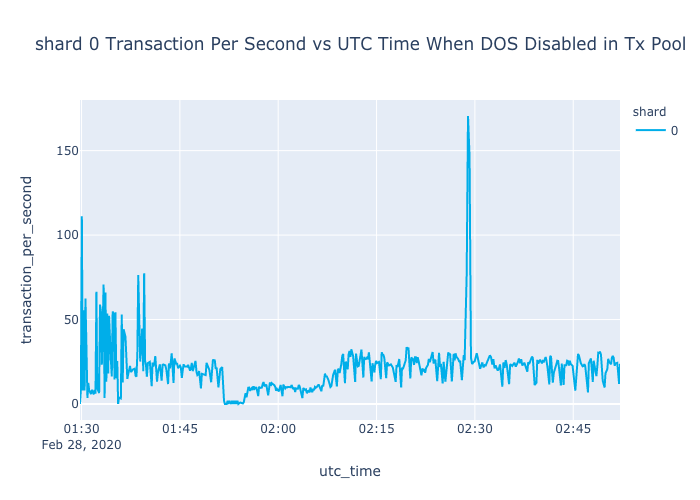 shard 0 Transaction Per Second vs UTC Time When DOS Disabled in Tx Pool
shard
0
transaction_per_second
150
100
50
0
01:30 01:45 02:00 02:15 02:30 02:45
Feb 28, 2020
utc_time